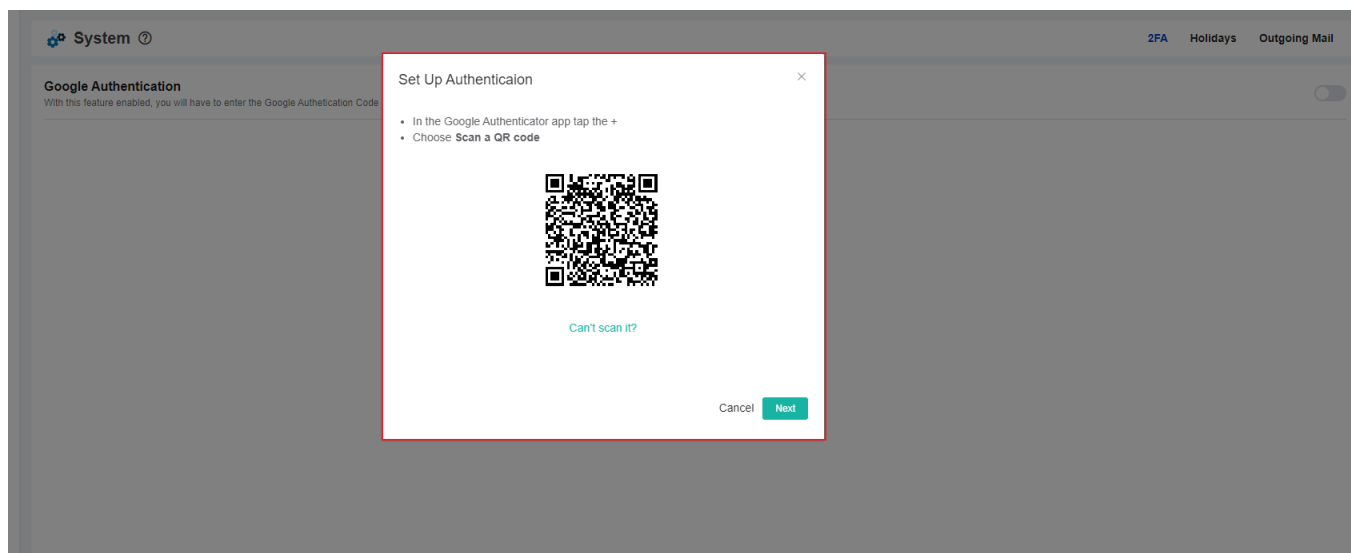 System
2FA Holidays Outgoing Mail
Google Authentication
With this feature enabled, you will have to enter the Google Authetication Code
Set Up Authenticaion
In the Google Authenticator app tap the +
Choose Scan a QR code
Can't scan it?
Cancel Next